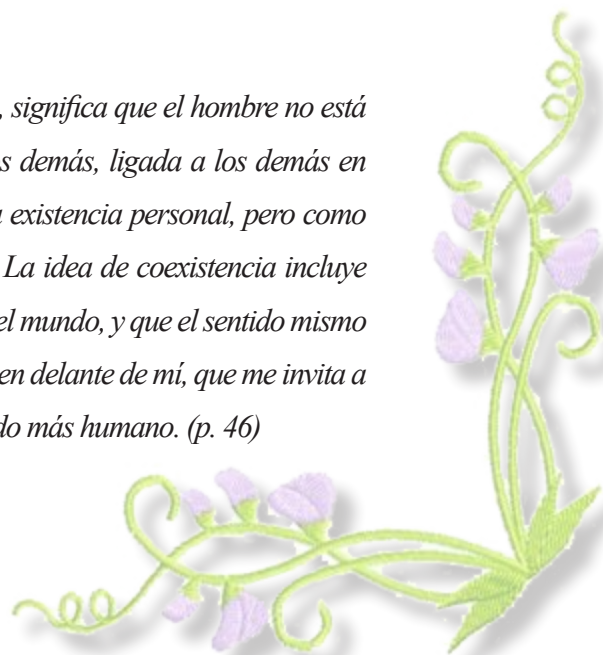 , significa que el hombre no está
s demás, ligada a los demás en
a existencia personal, pero como
La idea de coexistencia incluye
el mundo, y que el sentido mismo
en delante de mí, que me invita a
do más humano. (p. 46)